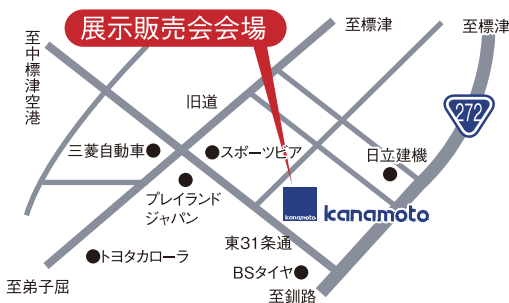 展示販売会会場
至標津
至標津
至中標津空港
旧道
272
三菱自動車
スポーツピア
日立建機
プレイランド
ジャパン
kanamoto
kanamoto
東31条通
トヨタカローラ
BSタイヤ
至弟子屈
至釧路